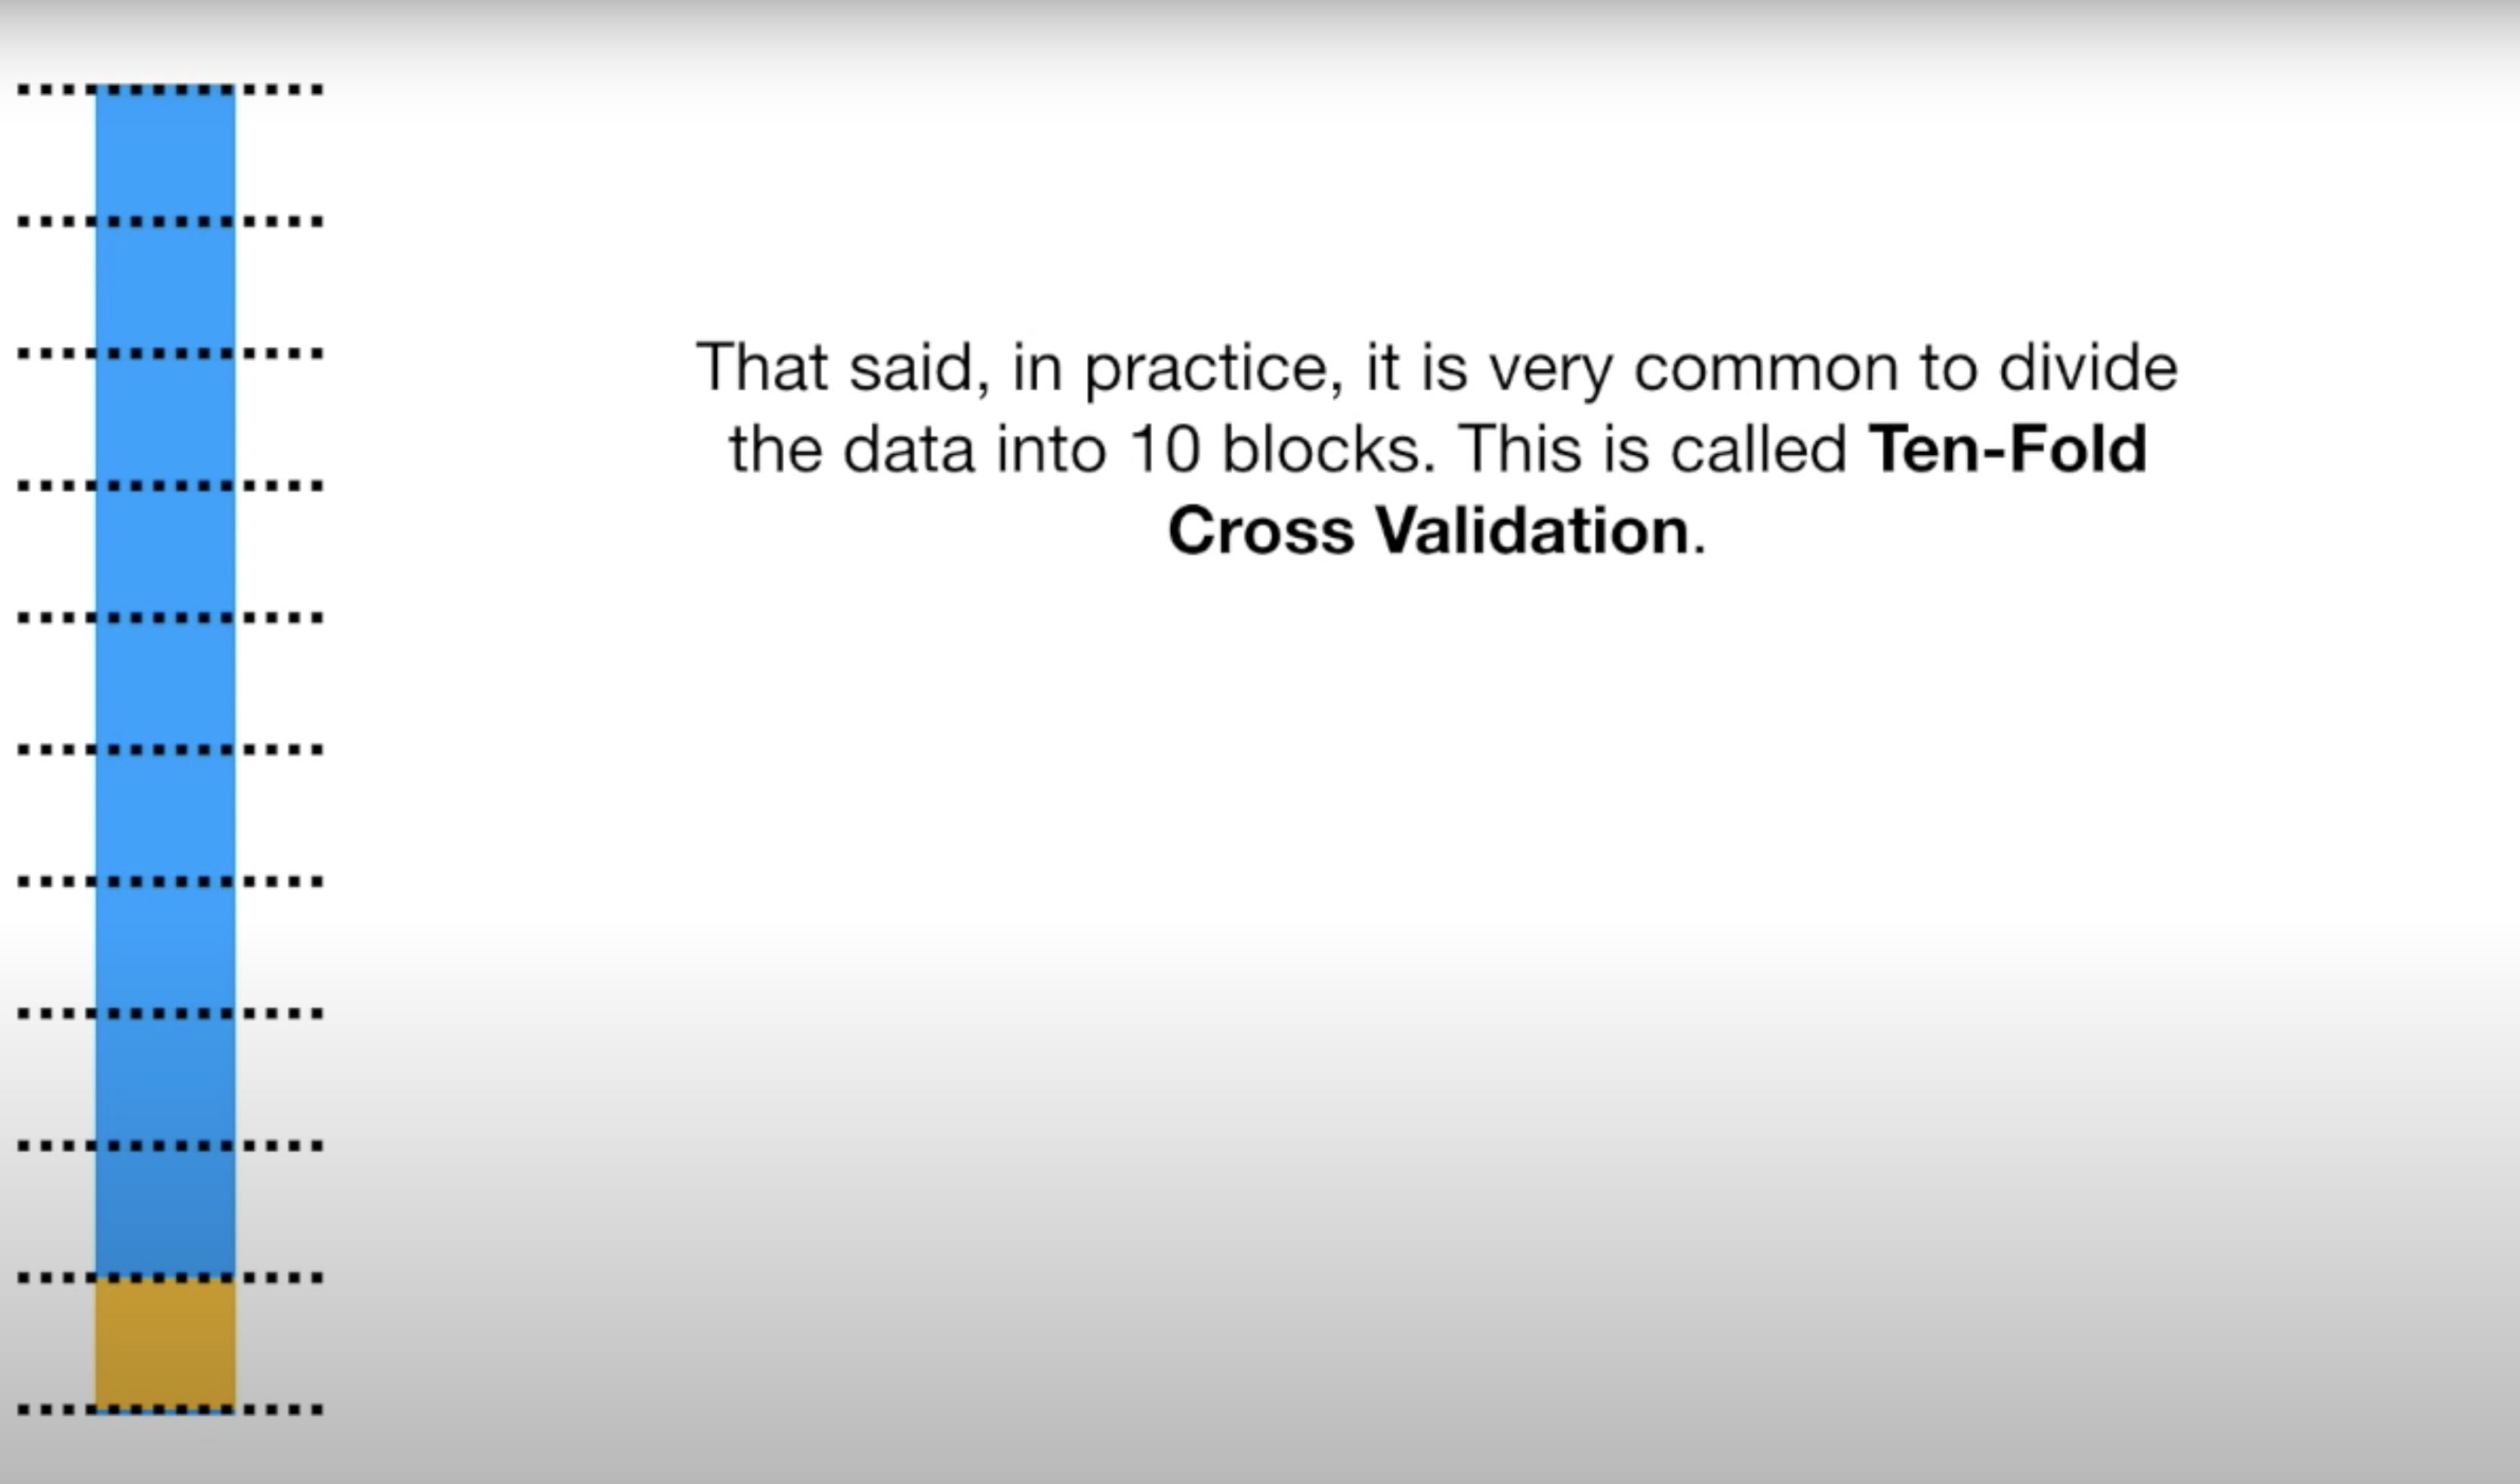 That said, in practice, it is very common to divide
the data into 10 blocks. This is called Ten-Fold
Cross Validation.